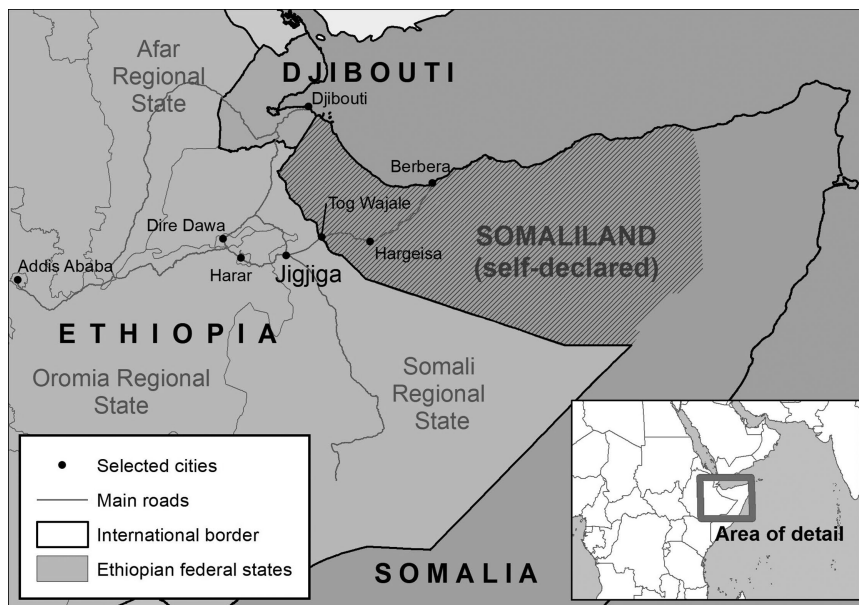 Afar
Regional
State
DJIBOUTI
Djibouti
Berbera
Tog Wajale
Dire Dawa
SOMALILAND
(self-declared)
Hargeisa
Addis Ababa
Harar
Jigjiga
ETHIOPIA
Oromia Regional
State
Somali
Regional
State
Selected cities
Main roads
International border
Ethiopian federal states
Area of detail
SOMALIA